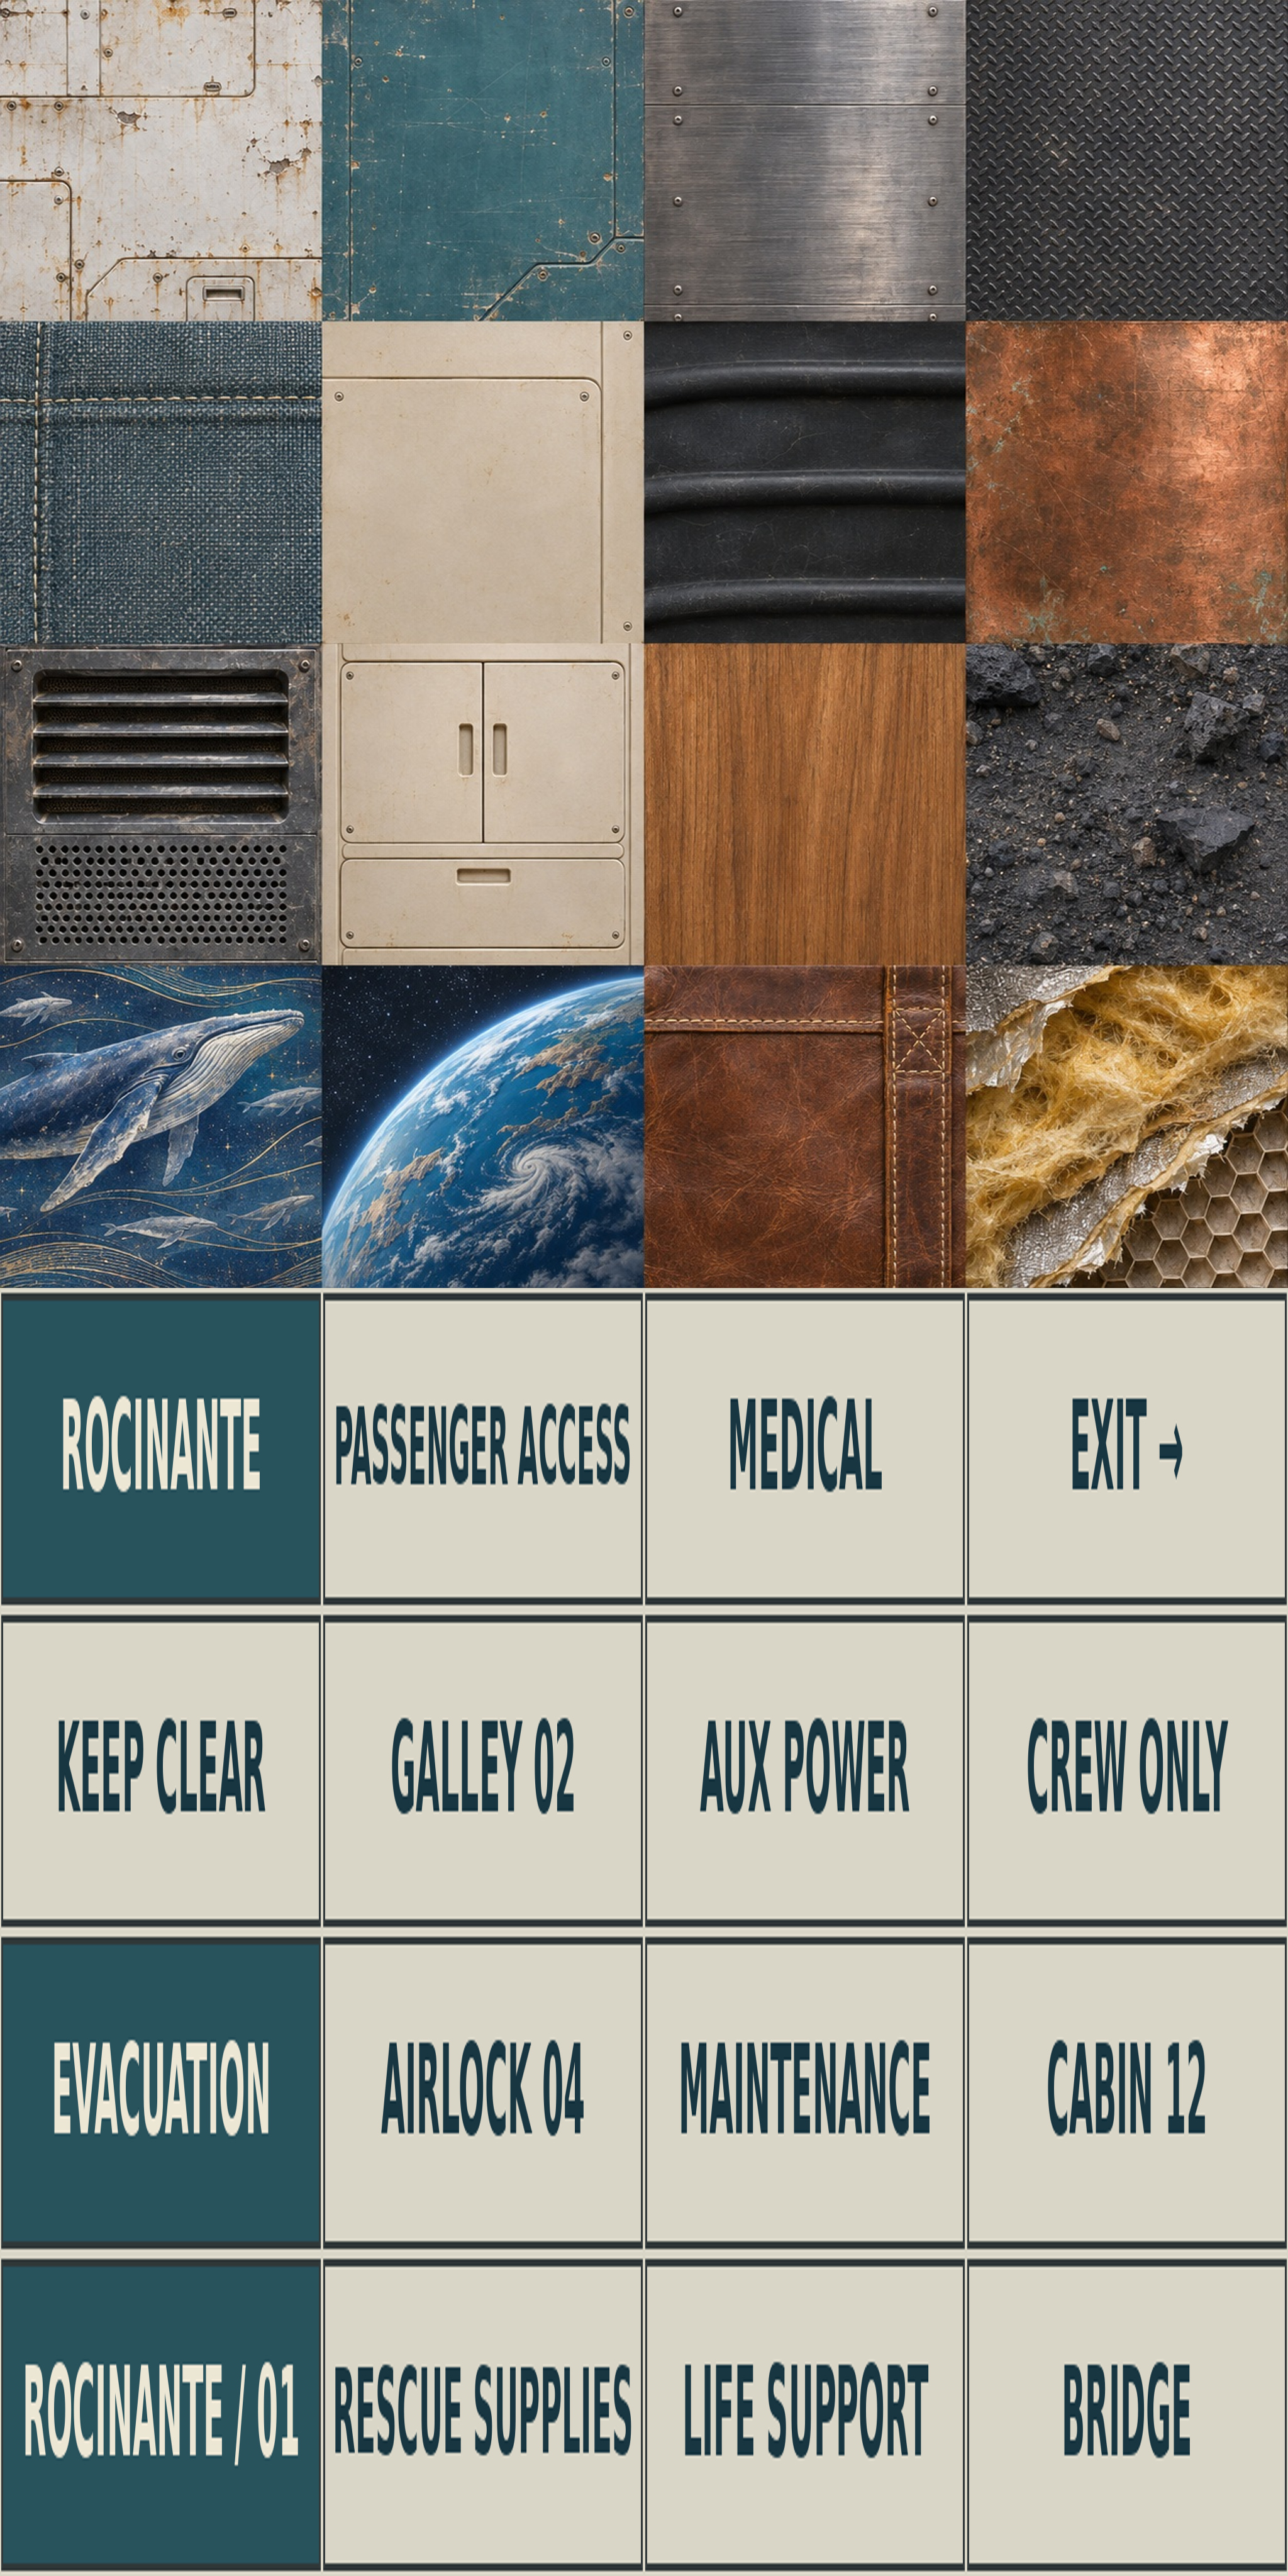 ROCINANTE
PASSENGER ACCESS
MEDICAL
EXIT →
KEEP CLEAR
GALLEY 02
AUX POWER
CREW ONLY
EVACUATION
AIRLOCK 04
MAINTENANCE
CABIN 12
ROCINANTE / 01
RESCUE SUPPLIES
LIFE SUPPORT
BRIDGE